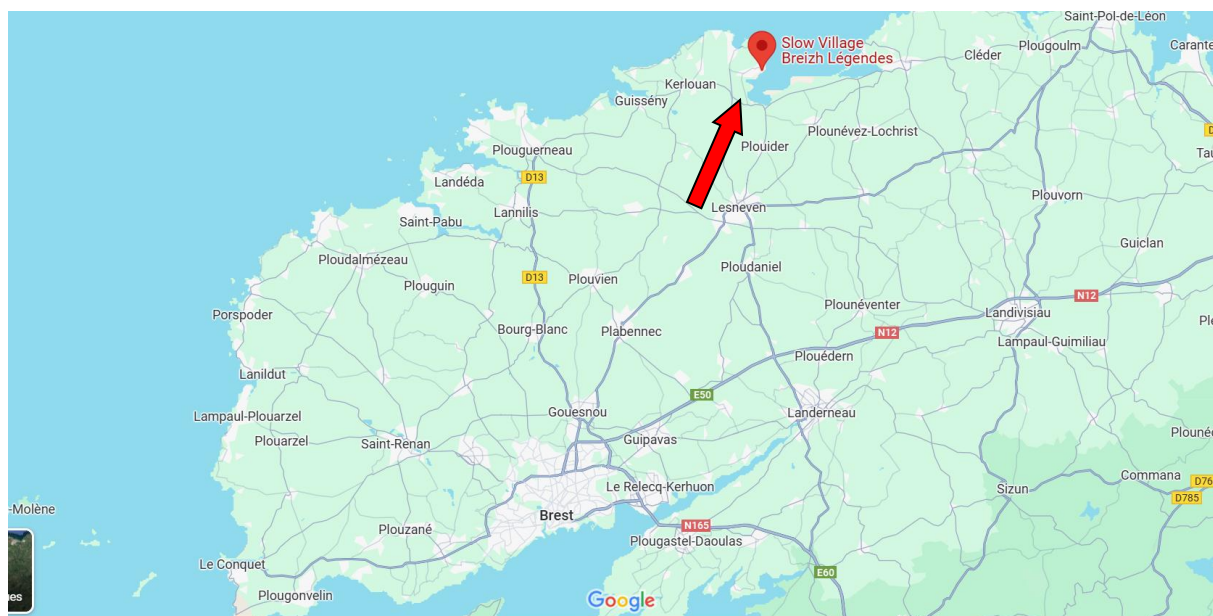 Saint-Pol-de-Léon
Slow Village
Breizh Légendes
Plougoulm
Carante
Cléder
Kerlouan
Guissény
Plounévez-Lochrist
Plouider
Plouguerneau
D13
Landéda
Lannilis
Lesneven
Plouvorn
Saint-Pabu
Guiclan
Ploudalmézeau
Plouvien
Ploudaniel
D13
Plouguin
N12
Plounéventer
Landivisiau
Porspoder
Bourg-Blanc
Plabennec
N12
Lampaul-Guimiliau
Plouédern
Lanildut
E50
Lampaul-Plouarzel
Gouesnou
Landerneau
Plouarzel
Saint-Renan
Guipavas
Plouné
Commana
D76
Le Relecq-Kerhuon
Sizun
D785
-Molène
Brest
Plouzané
N165
Plougastel-Daoulas
Le Conquet
E60
Plougonvelin
Google